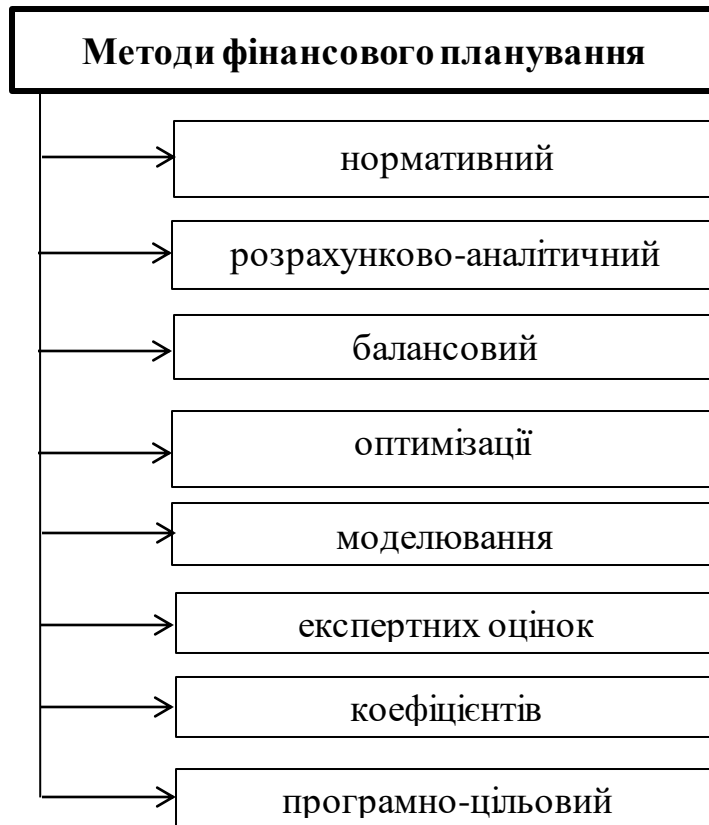 Методи фінансового планування
нормативний
розрахунково-аналітичний
балансовий
оптимізації
моделювання
експертних оцінок
коефіцієнтів
програмно-цільовий